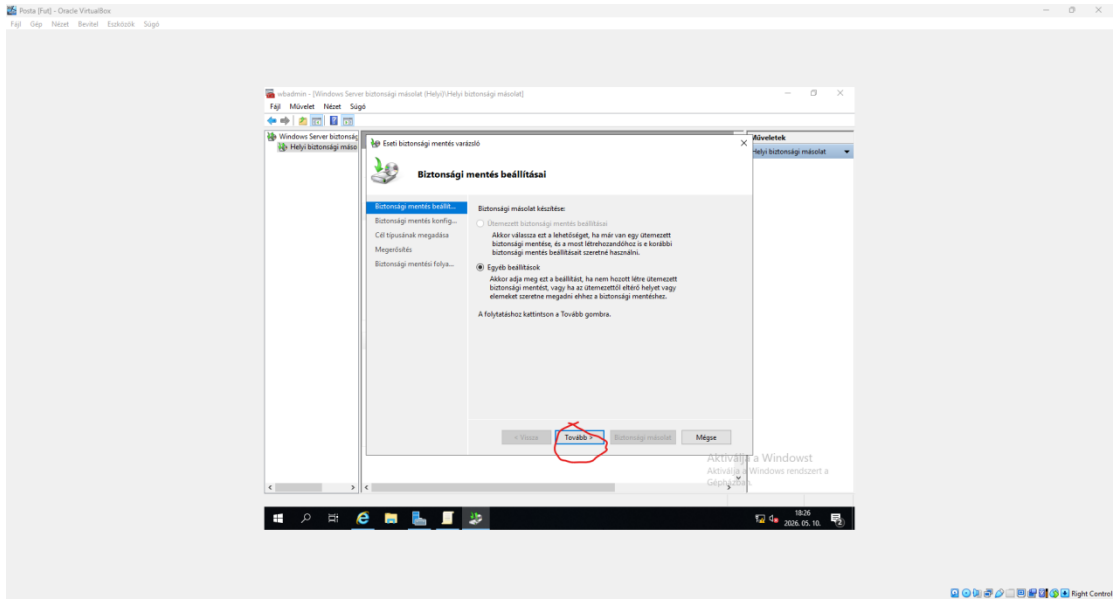 Posta [Fut] - Oracle VirtualBox
Fájl Gép Nézet Bevitel Eszközök Súgó
wbadmin - [Windows Server biztonsági másolat (Helyi)\Helyi biztonsági másolat]
Fájl Művelet Nézet Súgó
Windows Server biztonság
Helyi biztonsági máso
Eseti biztonsági mentés varázsló
Biztonsági mentés beállításai
Biztonsági mentés beállít...
Biztonsági mentés konfig...
Cél típusának megadása
Megerősítés
Biztonsági mentési folya...
Biztonsági másolat készítése:
Ütemezett biztonsági mentés beállításai
Akkor válassza ezt a lehetőséget, ha már van egy ütemezett
biztonsági mentése, és a most létrehozandóhoz is e korábbi
biztonsági mentés beállításait szeretné használni.
Egyéb beállítások
Akkor adja meg ezt a beállítást, ha nem hozott létre ütemezett
biztonsági mentést, vagy ha az ütemezettől eltérő helyet vagy
elemeket szeretne megadni ehhez a biztonsági mentéshez.
A folytatáshoz kattintson a Tovább gombra.
< Vissza Tovább > Biztonsági másolat Mégse
Műveletek
Helyi biztonsági másolat
Aktiválja a Windowst
Aktiválja a Windows rendszert a
Gépházban.
18:26
2026. 05. 10.
2
Right Control